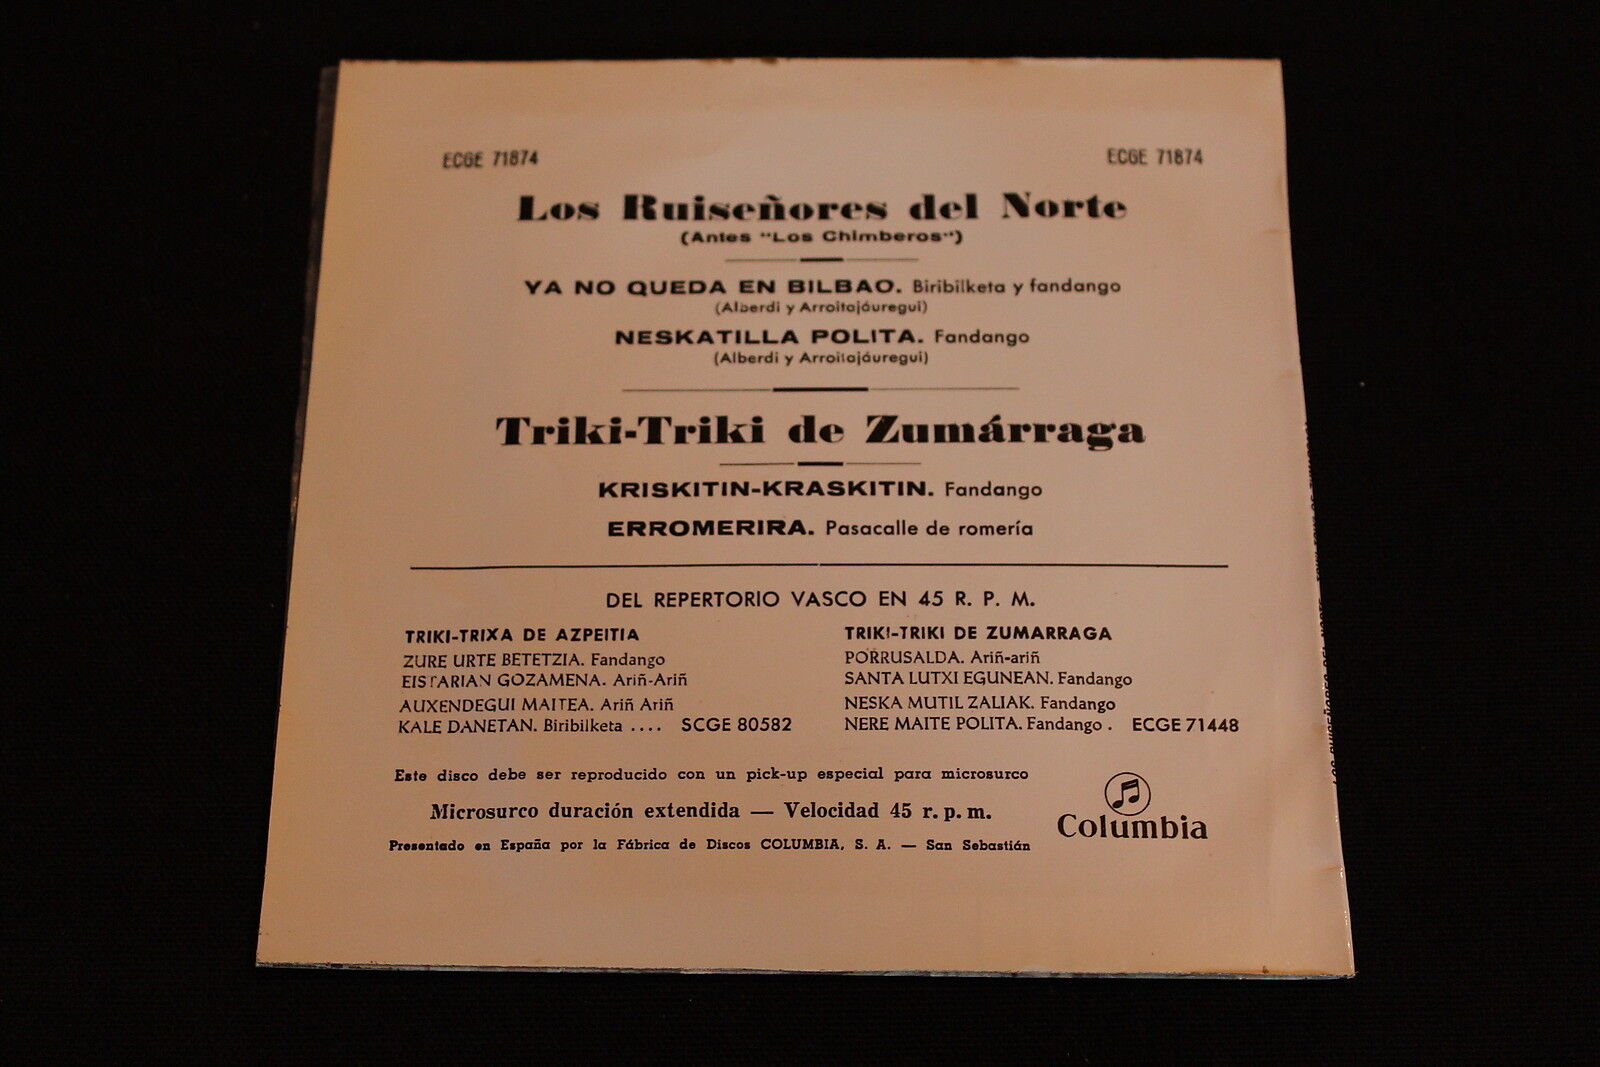 ECGE 71874 ECGE 71874
Los Ruiseñores del Norte
(Antes "Los Chimberos")
YA NO QUEDA EN BILBAO. Biribilketa y fandango
(Alberdi y Arroitajáuregui)
NESKATILLA POLITA. Fandango
(Alberdi y Arroitajáuregui)
Triki-Triki de Zumárraga
KRISKITIN-KRASKITIN. Fandango
ERROMERIRA. Pasacalle de romería
DEL REPERTORIO VASCO EN 45 R. P. M.
TRIKI-TRIXA DE AZPEITIA
ZURE URTE BETETZIA. Fandango
EISTARIAN GOZAMENA. Ariñ-Ariñ
AUXENDEGUI MAITEA. Ariñ Ariñ
KALE DANETAN. Biribilketa .... SCGE 80582
TRIKI-TRIKI DE ZUMARRAGA
PORRUSALDA. Ariñ-ariñ
SANTA LUTXI EGUNEAN. Fandango
NESKA MUTIL ZALIAK. Fandango
NERE MAITE POLITA. Fandango . ECGE 71448
Este disco debe ser reproducido con un pick-up especial para microsurco
Microsurco duración extendida — Velocidad 45 r. p. m.
Presentado en España por la Fábrica de Discos COLUMBIA, S. A. — San Sebastián
Columbia